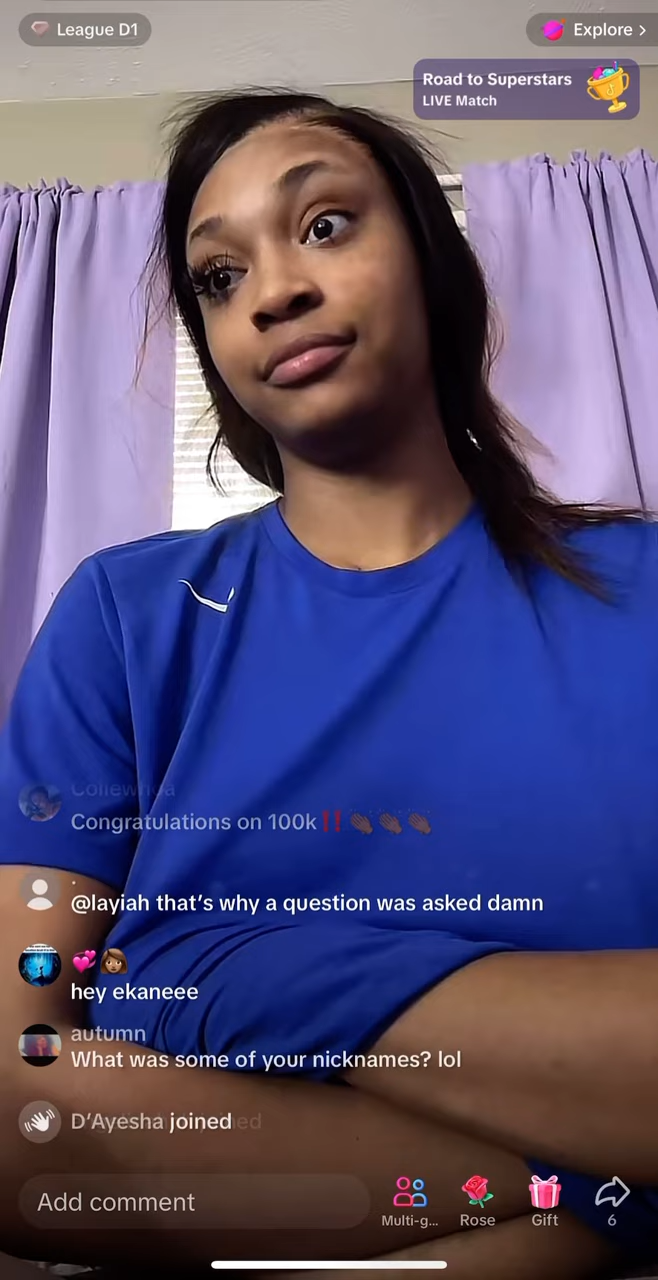 League D1
Explore >
Road to Superstars
LIVE Match
Congratulations on 100k‼️👏🏿👏🏿👏🏿
.
@layiah that’s why a question was asked damn
💞👩🏽
hey ekaneee
autumn
What was some of your nicknames? lol
D’Ayesha joined
Add comment
Multi-g...
Rose
Gift
6